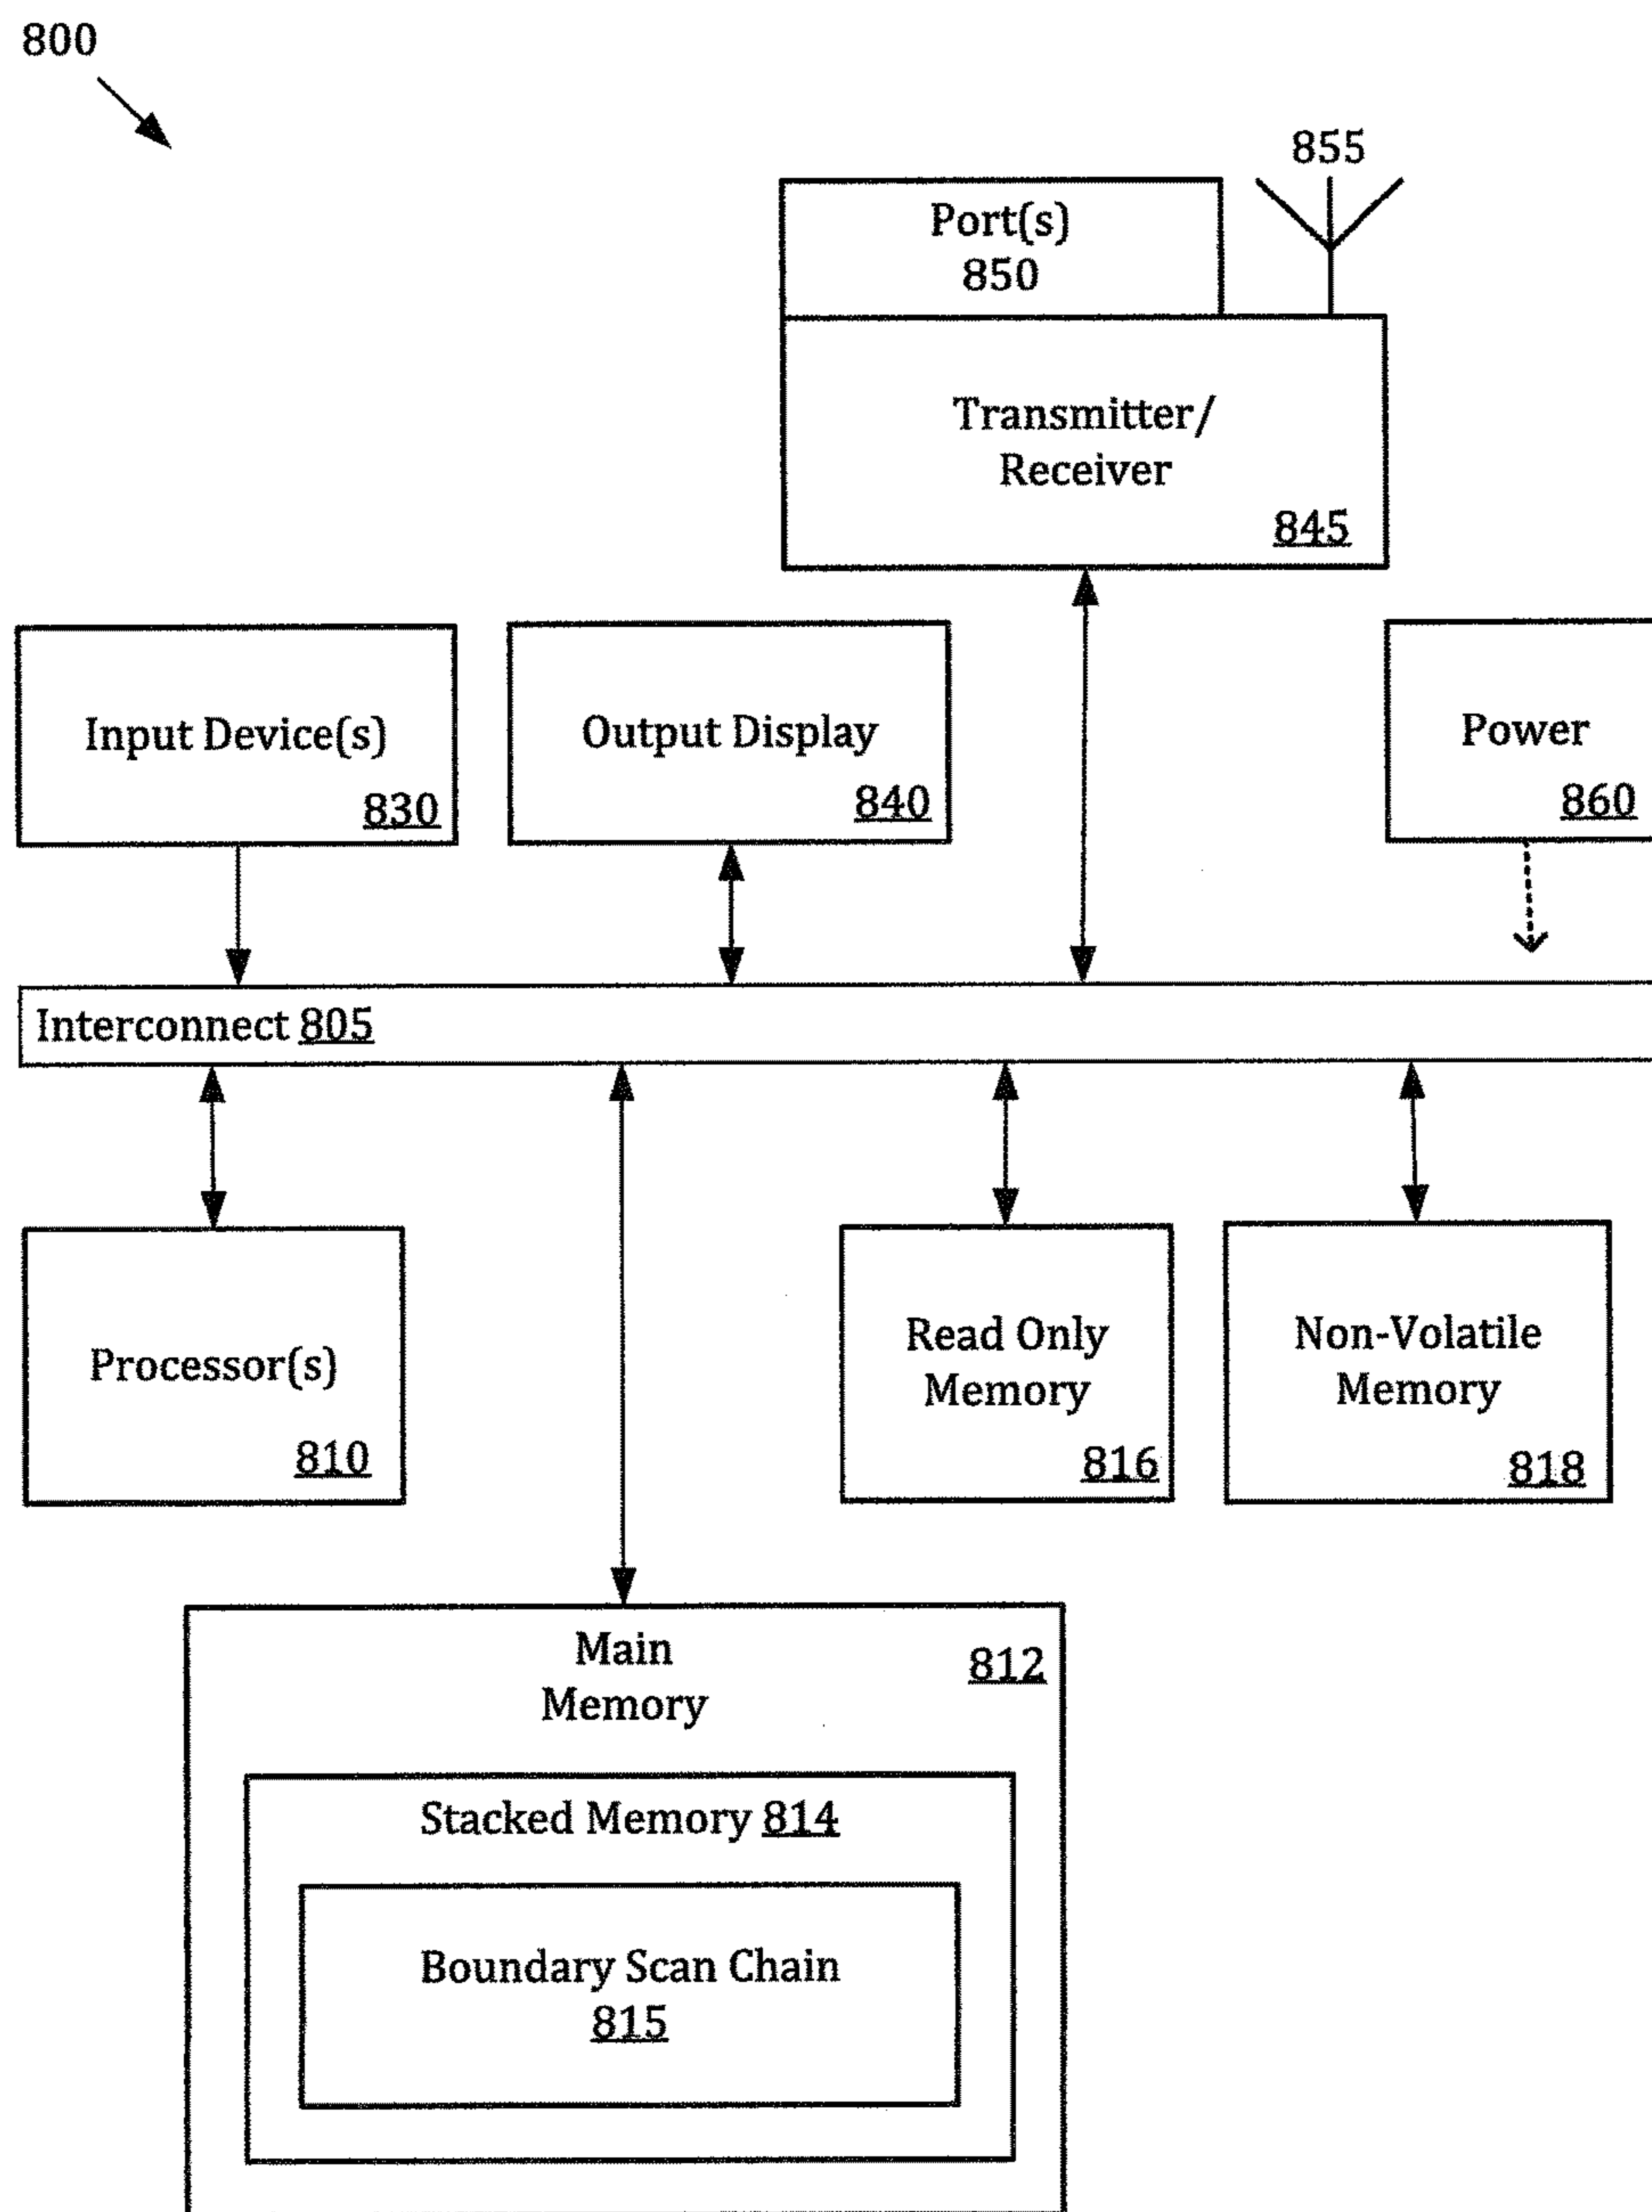 800
855
Port(s)
850
Transmitter/
Receiver
845
Input Device(s)
830
Output Display
840
Power
860
Interconnect 805
Processor(s)
810
Read Only
Memory
816
Non-Volatile
Memory
818
Main
Memory
812
Stacked Memory 814
Boundary Scan Chain
815